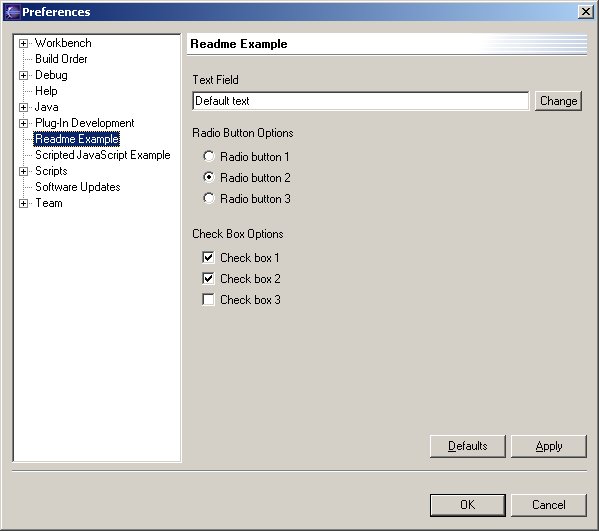 Preferences
Workbench
Build Order
Debug
Help
Java
Plug-In Development
Readme Example
Scripted JavaScript Example
Scripts
Software Updates
Team
Readme Example
Text Field
Default text
Change
Radio Button Options
Radio button 1
Radio button 2
Radio button 3
Check Box Options
Check box 1
Check box 2
Check box 3
Defaults Apply
OK Cancel